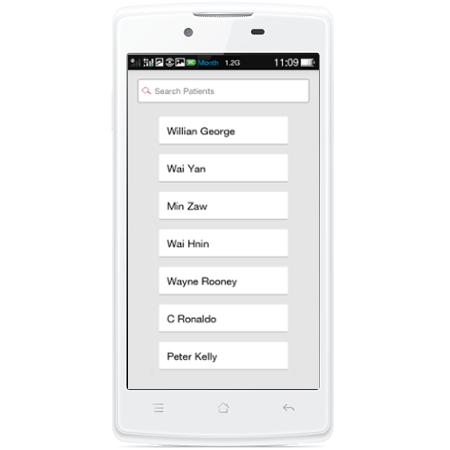 Month 1.2G 11:09
Search Patients
Willian George
Wai Yan
Min Zaw
Wai Hnin
Wayne Rooney
C Ronaldo
Peter Kelly